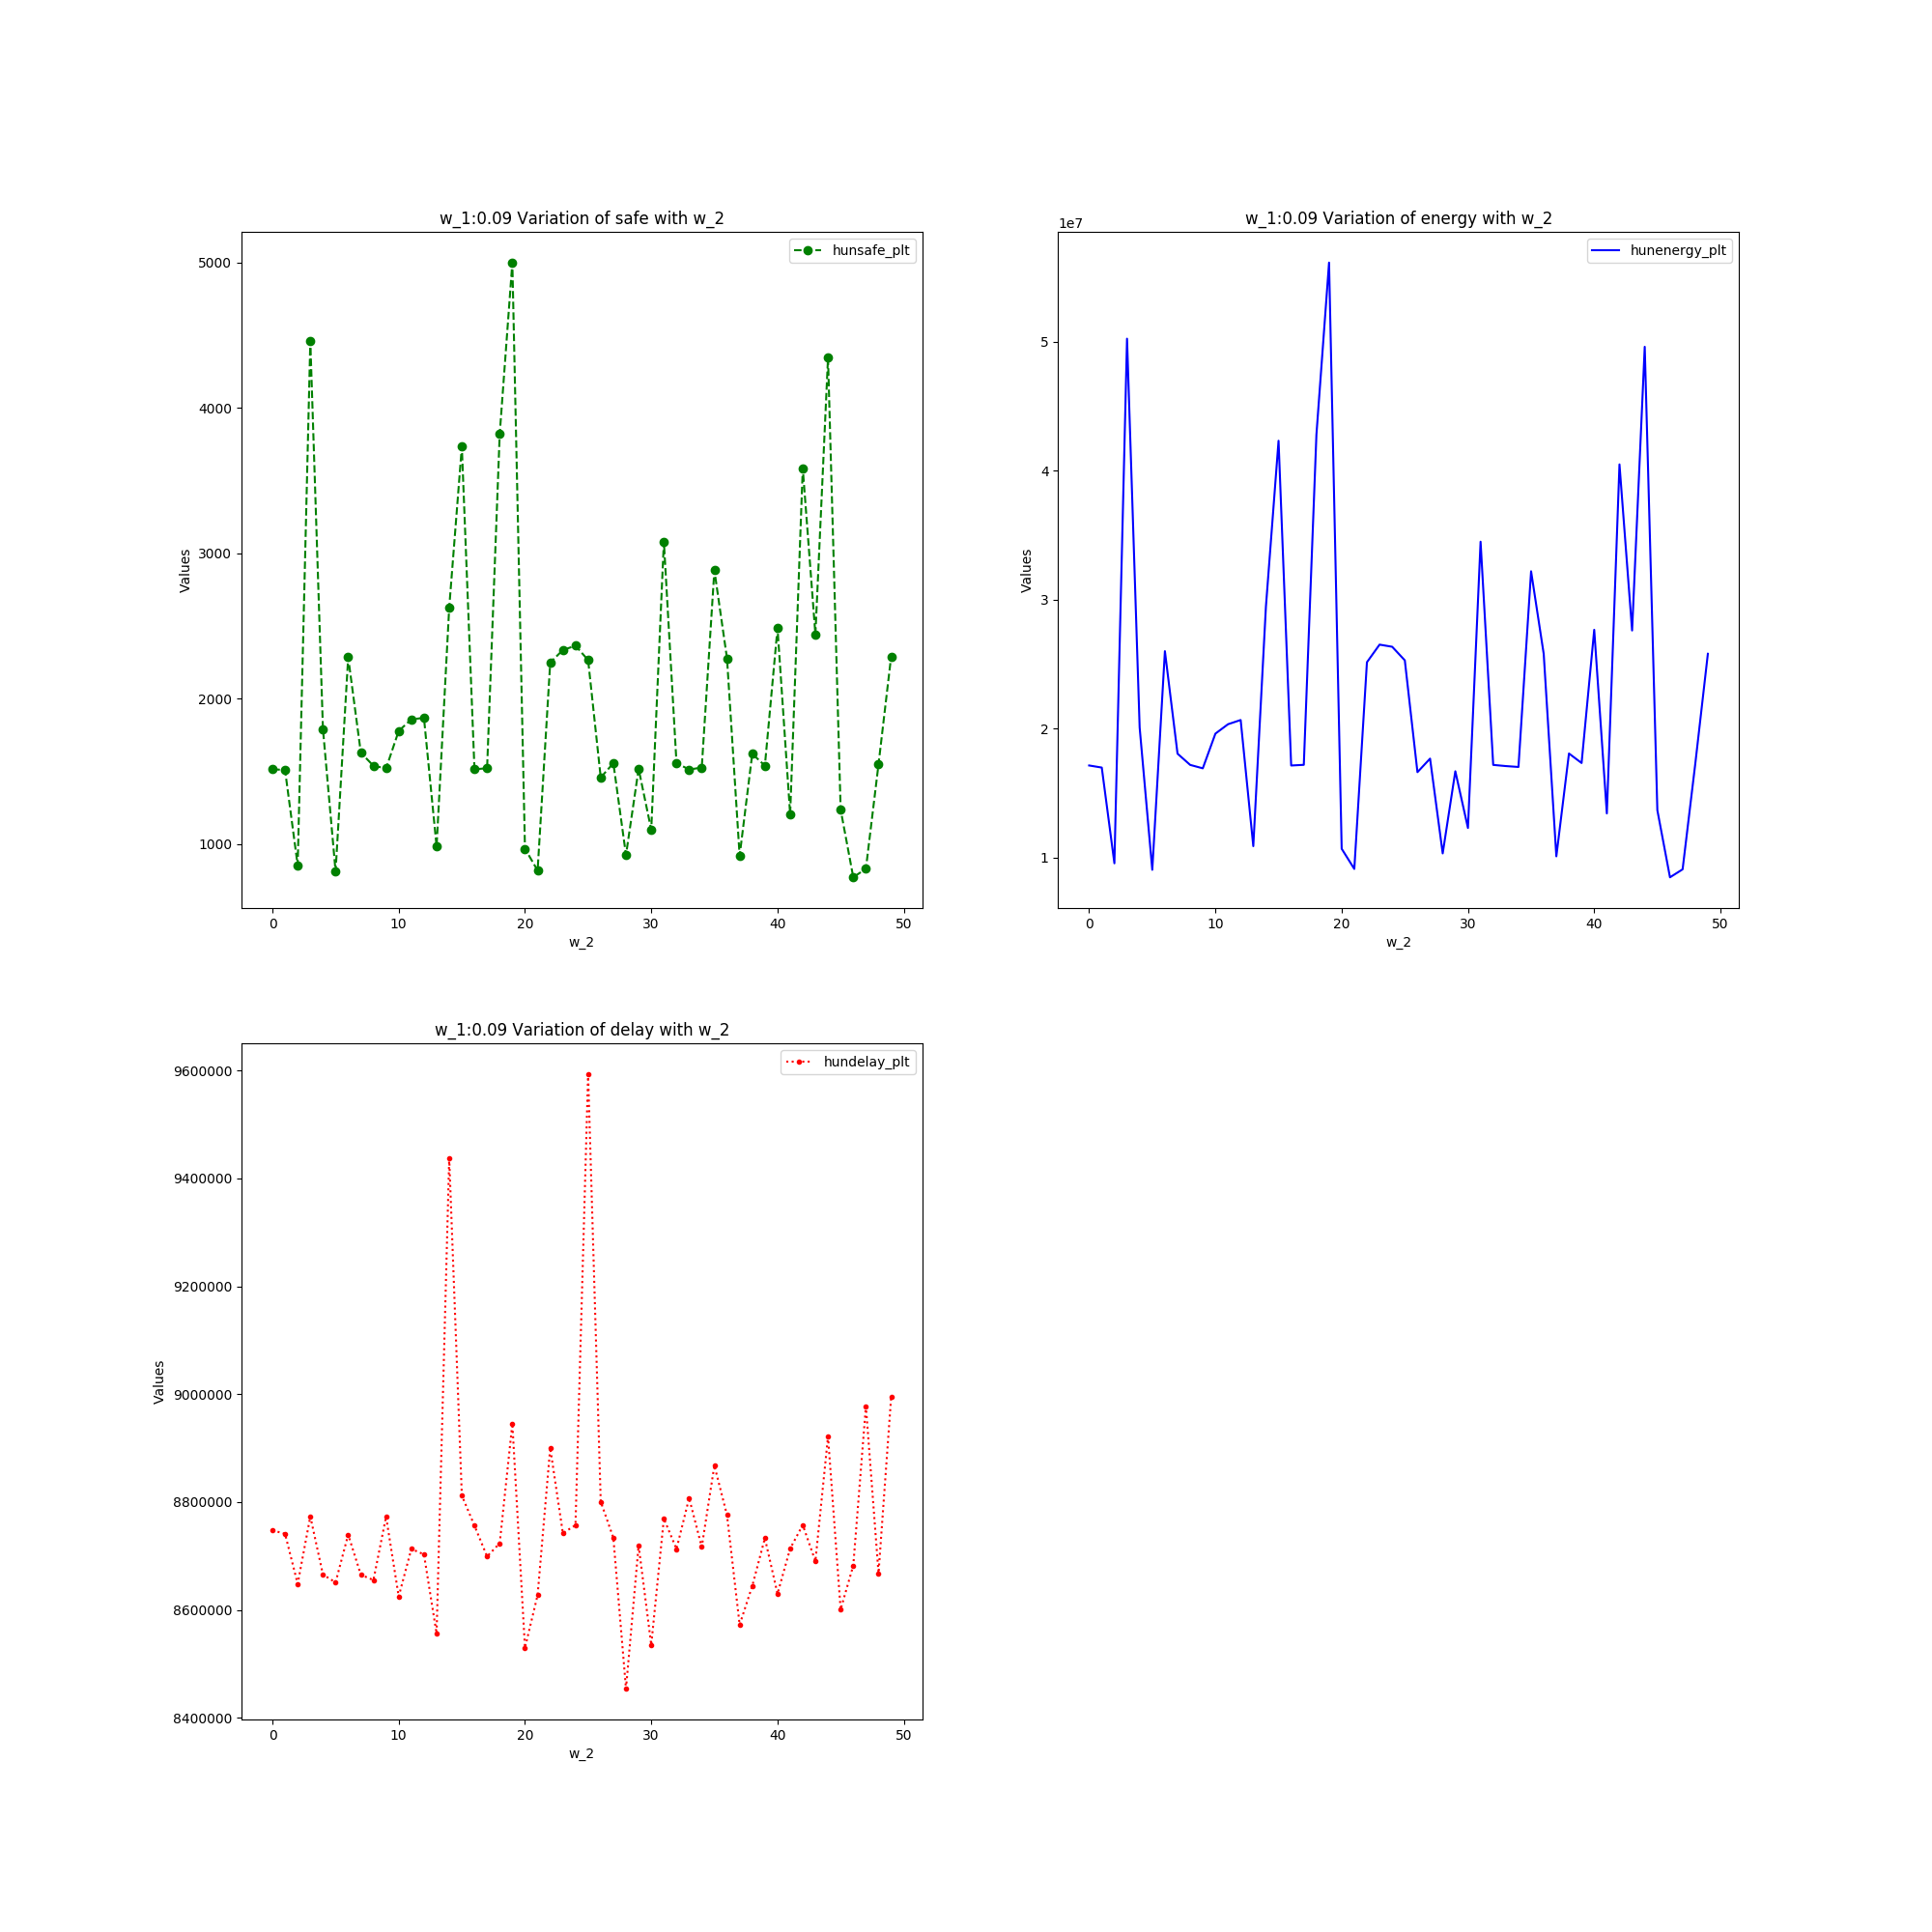 w_1:0.09 Variation of safe with w_2
hunsafe_plt
5000
4000
3000
2000
1000
Values
0 10 20 30 40 50
w_2
w_1:0.09 Variation of energy with w_2
1e7
hunenergy_plt
5
4
3
2
1
Values
0 10 20 30 40 50
w_2
w_1:0.09 Variation of delay with w_2
hundelay_plt
9600000
9400000
9200000
9000000
8800000
8600000
8400000
Values
0 10 20 30 40 50
w_2